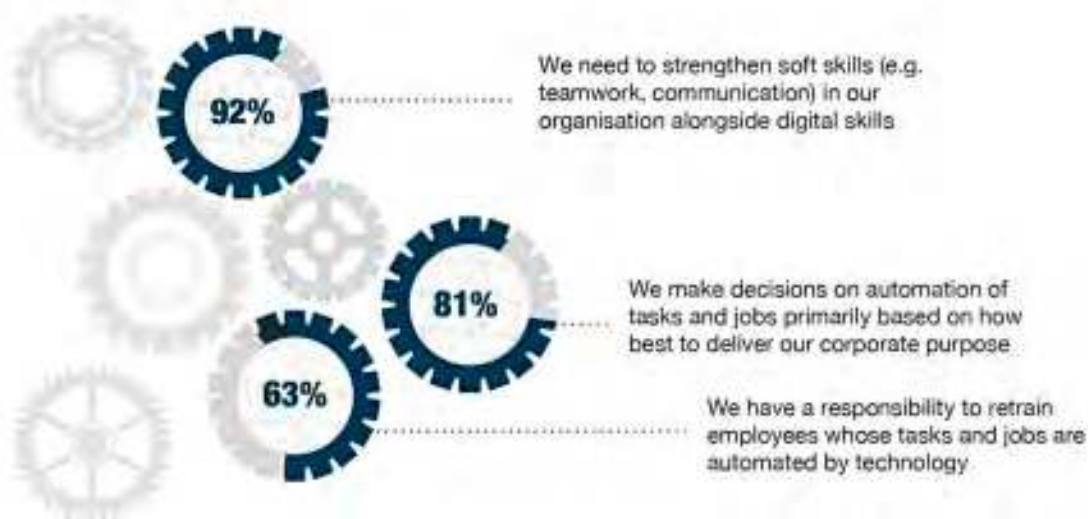 92%
We need to strengthen soft skills (e.g.
teamwork, communication) in our
organisation alongside digital skills
81%
We make decisions on automation of
tasks and jobs primarily based on how
best to deliver our corporate purpose
63%
We have a responsibility to retrain
employees whose tasks and jobs are
automated by technology